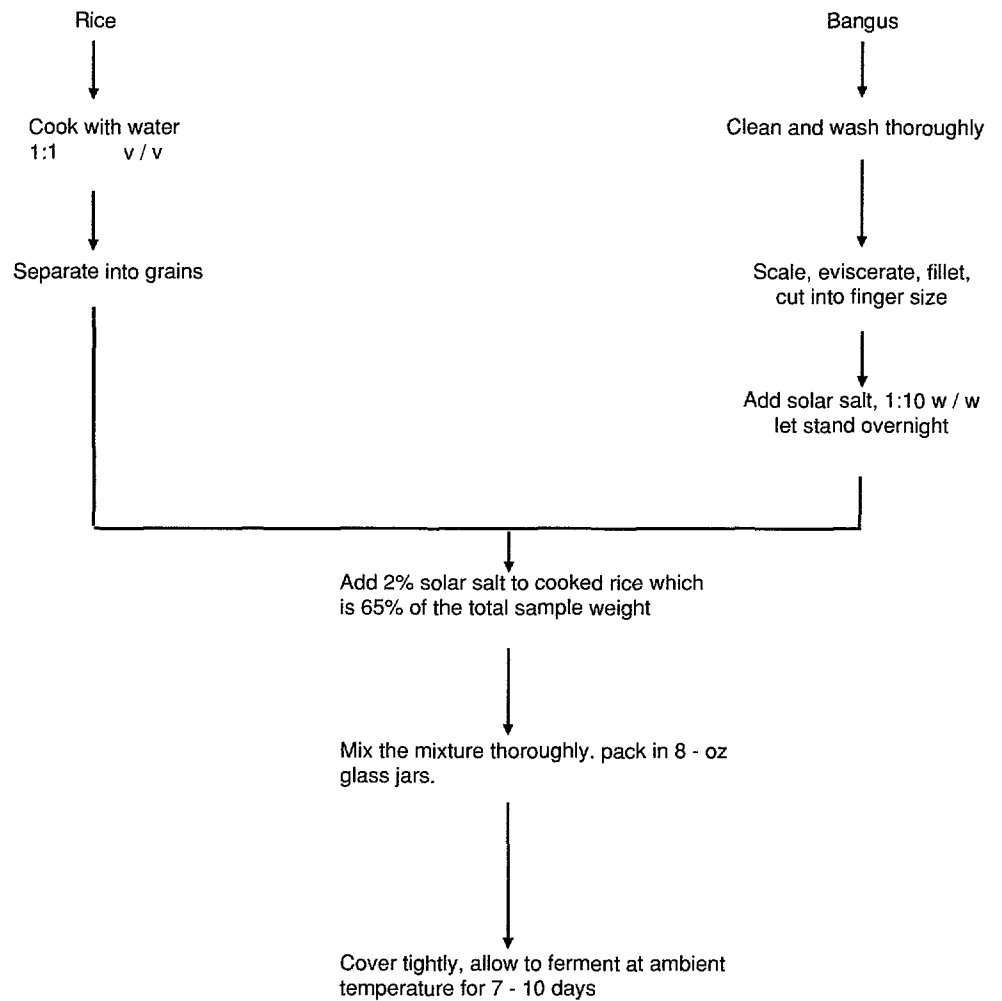 Rice
Cook with water
1:1 v / v
Separate into grains
Bangus
Clean and wash thoroughly
Scale, eviscerate, fillet,
cut into finger size
Add solar salt, 1:10 w / w
let stand overnight
Add 2% solar salt to cooked rice which
is 65% of the total sample weight
Mix the mixture thoroughly. pack in 8 - oz
glass jars.
Cover tightly, allow to ferment at ambient
temperature for 7 - 10 days